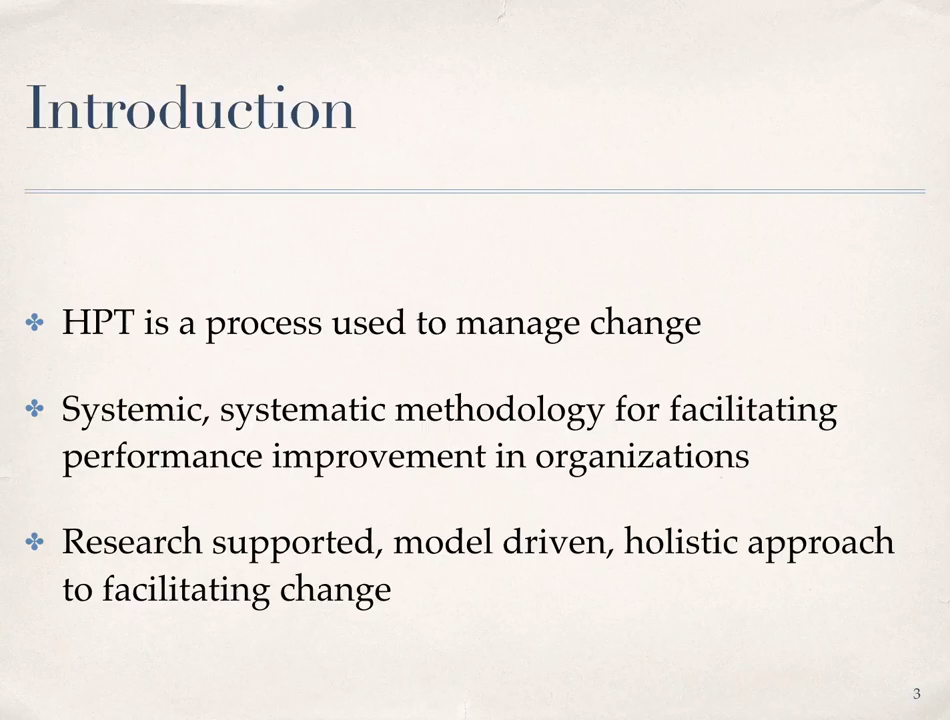 Introduction
HPT is a process used to manage change
Systemic, systematic methodology for facilitating
performance improvement in organizations
Research supported, model driven, holistic approach
to facilitating change
3